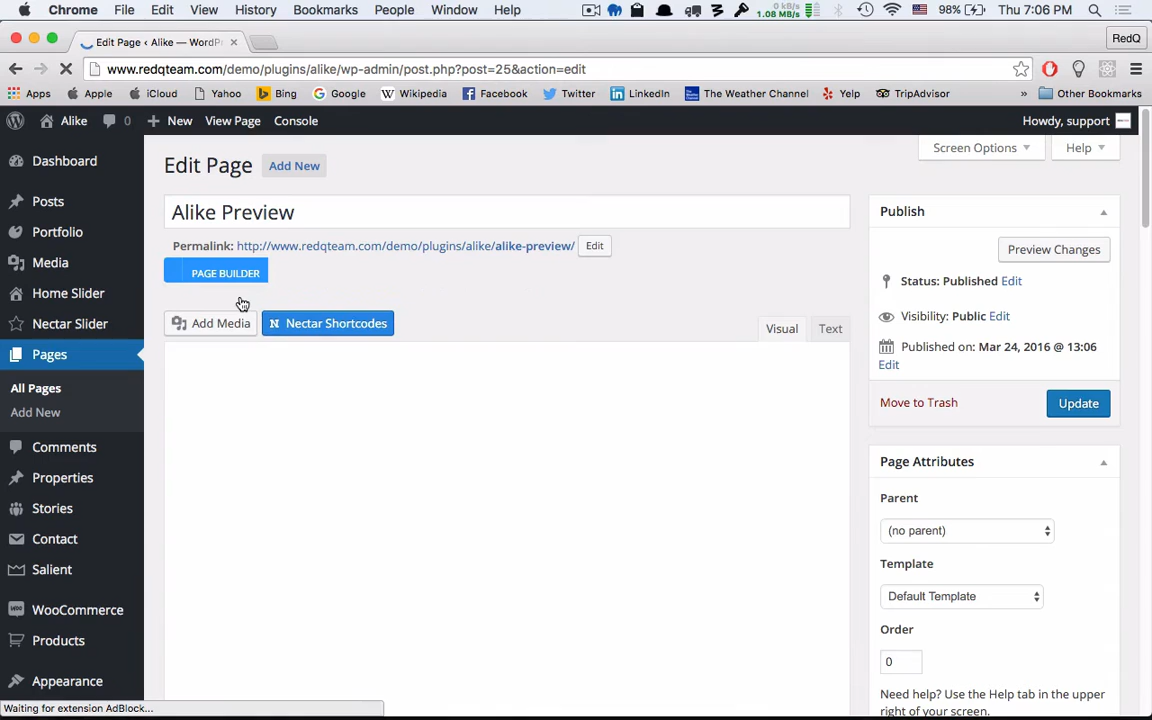 Chrome File Edit View History Bookmarks People Window Help 0 kB/s 1.08 MB/s 98% Thu 7:06 PM
Edit Page ‹ Alike — WordPr RedQ
www.redqteam.com/demo/plugins/alike/wp-admin/post.php?post=25&action=edit
Apps Apple iCloud Yahoo Bing Google Wikipedia Facebook Twitter LinkedIn The Weather Channel Yelp TripAdvisor » Other Bookmarks
Alike 0 New View Page Console Howdy, support
Screen Options Help
Edit Page Add New
Alike Preview
Permalink: http://www.redqteam.com/demo/plugins/alike/alike-preview/ Edit
PAGE BUILDER
Add Media N Nectar Shortcodes Visual Text
Dashboard
Posts
Portfolio
Media
Home Slider
Nectar Slider
Pages
All Pages
Add New
Comments
Properties
Stories
Contact
Salient
WooCommerce
Products
Appearance
Publish
Preview Changes
Status: Published Edit
Visibility: Public Edit
Published on: Mar 24, 2016 @ 13:06
Edit
Move to Trash Update
Page Attributes
Parent
(no parent)
Template
Default Template
Order
0
Need help? Use the Help tab in the upper
right of your screen.
Waiting for extension AdBlock...